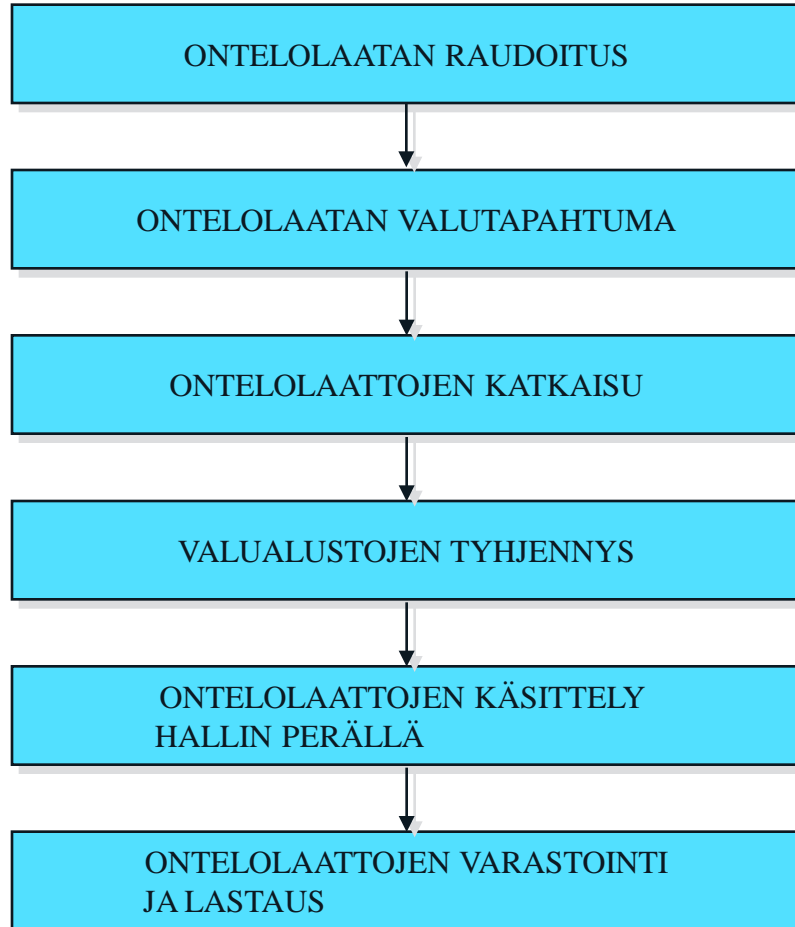 ONTELOLAATAN RAUDOITUS
ONTELOLAATAN VALUTAPAHTUMA
ONTELOLAATTOJEN KATKAISU
VALUALUSTOJEN TYHJENNYS
ONTELOLAATTOJEN KÄSITTELY
HALLIN PERÄLLÄ
ONTELOLAATTOJEN VARASTOINTI
JA LASTAUS